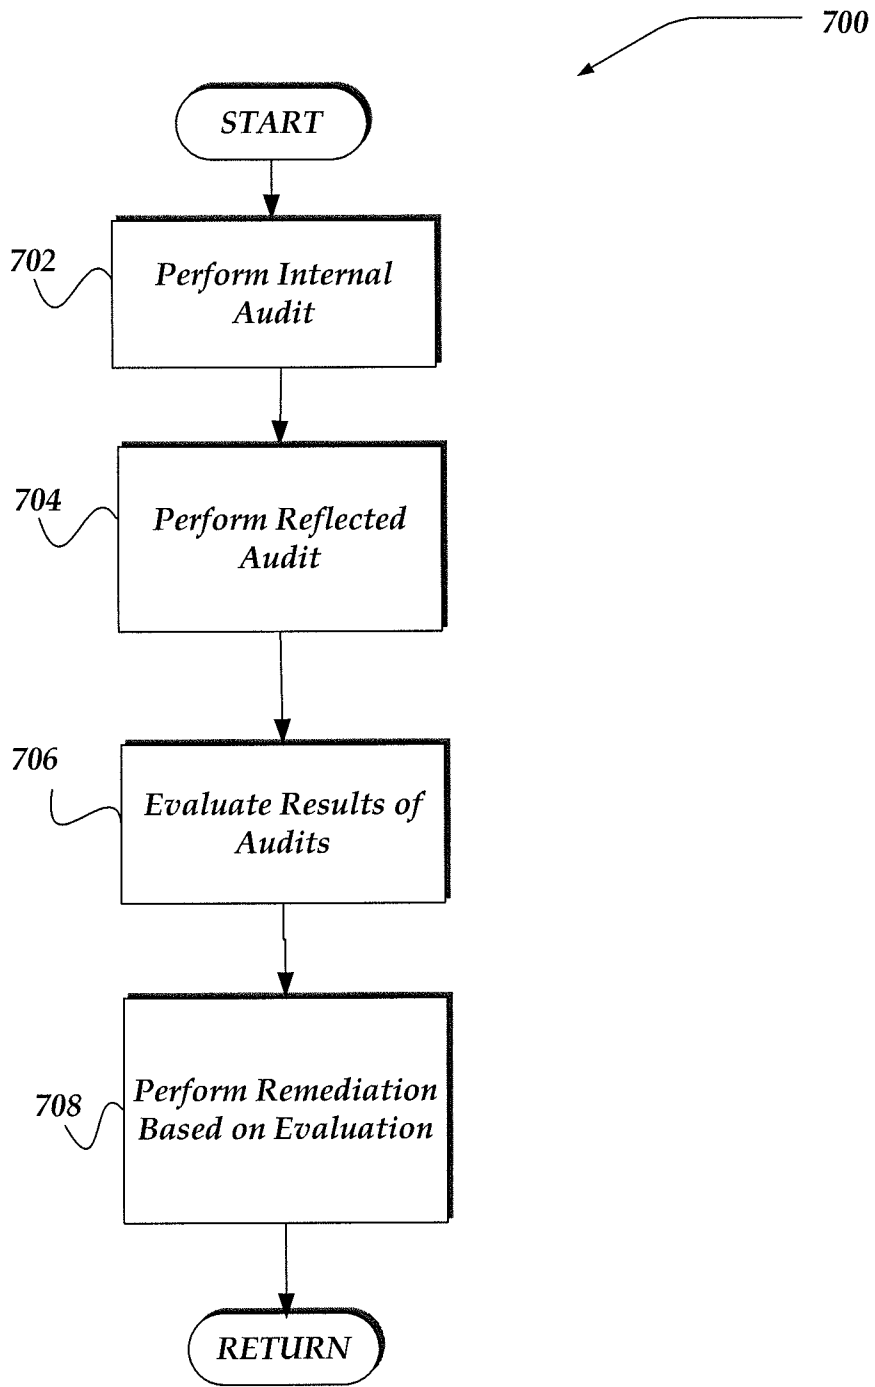 700
START
702
Perform Internal
Audit
704
Perform Reflected
Audit
706
Evaluate Results of
Audits
708
Perform Remediation
Based on Evaluation
RETURN